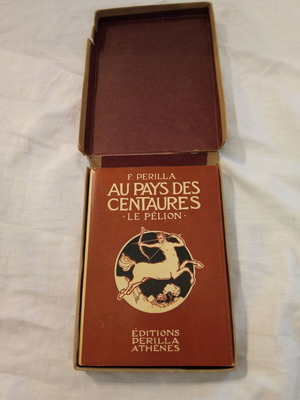 F. PERILLA
AU PAYS DES
CENTAURES
· LE PÉLION ·
ÉDITIONS
PERILLA
ATHÈNES